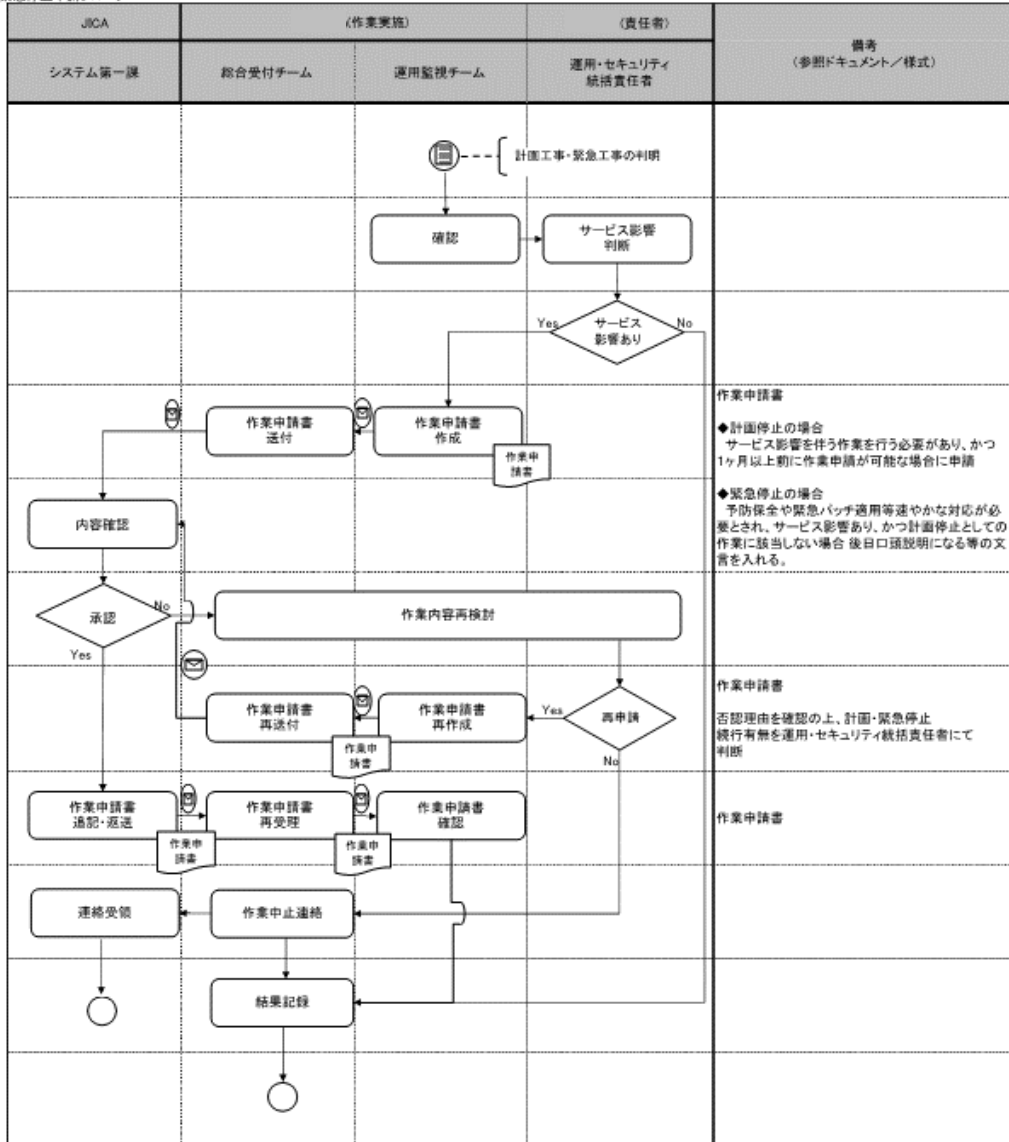 JICA
(作業実施)
(責任者)
備考
(参照ドキュメント/様式)
システム第一課
総合受付チーム
運用監視チーム
運用・セキュリティ
統括責任者
計画工事・緊急工事の判明
確認
サービス影響
判断
Yes
サービス
影響あり
No
作業申請書
送付
作業申請書
作成
作業申
請書
作業申請書
◆計画停止の場合
サービス影響を伴う作業を行う必要があり、かつ
1ヶ月以上前に作業申請が可能な場合に申請
◆緊急停止の場合
予防保全や緊急パッチ適用等速やかな対応が必
要とされ、サービス影響あり、かつ計画停止としての
作業に該当しない場合 後日口頭説明になる等の文
言を入れる。
内容確認
承認
No
Yes
作業内容再検討
作業申請書
再送付
作業申請書
再作成
作業申
請書
Yes
再申請
No
作業申請書
否認理由を確認の上、計画・緊急停止
続行有無を運用・セキュリティ統括責任者にて
判断
作業申請書
追記・返送
作業申
請書
作業申請書
再受理
作業申
請書
作業申請書
確認
作業申請書
連絡受領
作業中止連絡
結果記録